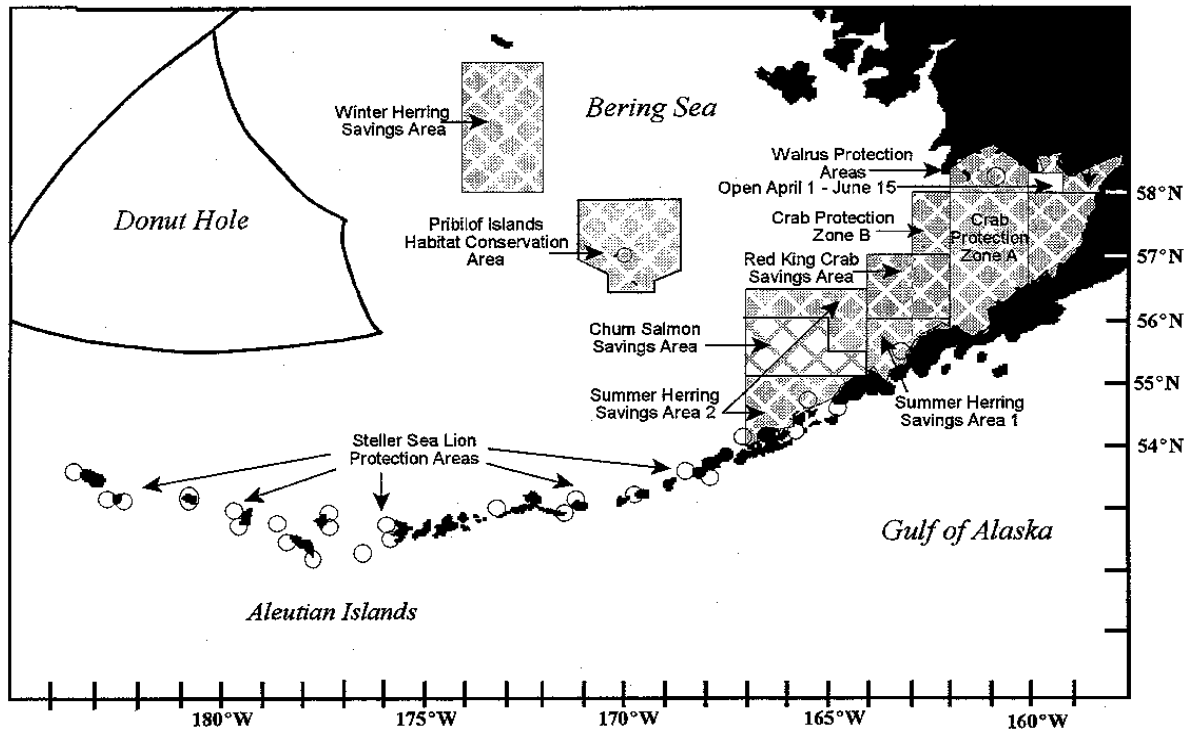 Bering Sea
Winter Herring
Savings Area
Walrus Protection
Areas
Open April 1 - June 15
58°N
Donut Hole
Pribilof Islands
Habitat Conservation
Area
Crab Protection
Zone B
Crab
Protection
Zone A
57°N
Red King Crab
Savings Area
56°N
Chum Salmon
Savings Area
55°N
Summer Herring
Savings Area 2
Summer Herring
Savings Area 1
54°N
Steller Sea Lion
Protection Areas
Gulf of Alaska
Aleutian Islands
180°W
175°W
170°W
165°W
160°W